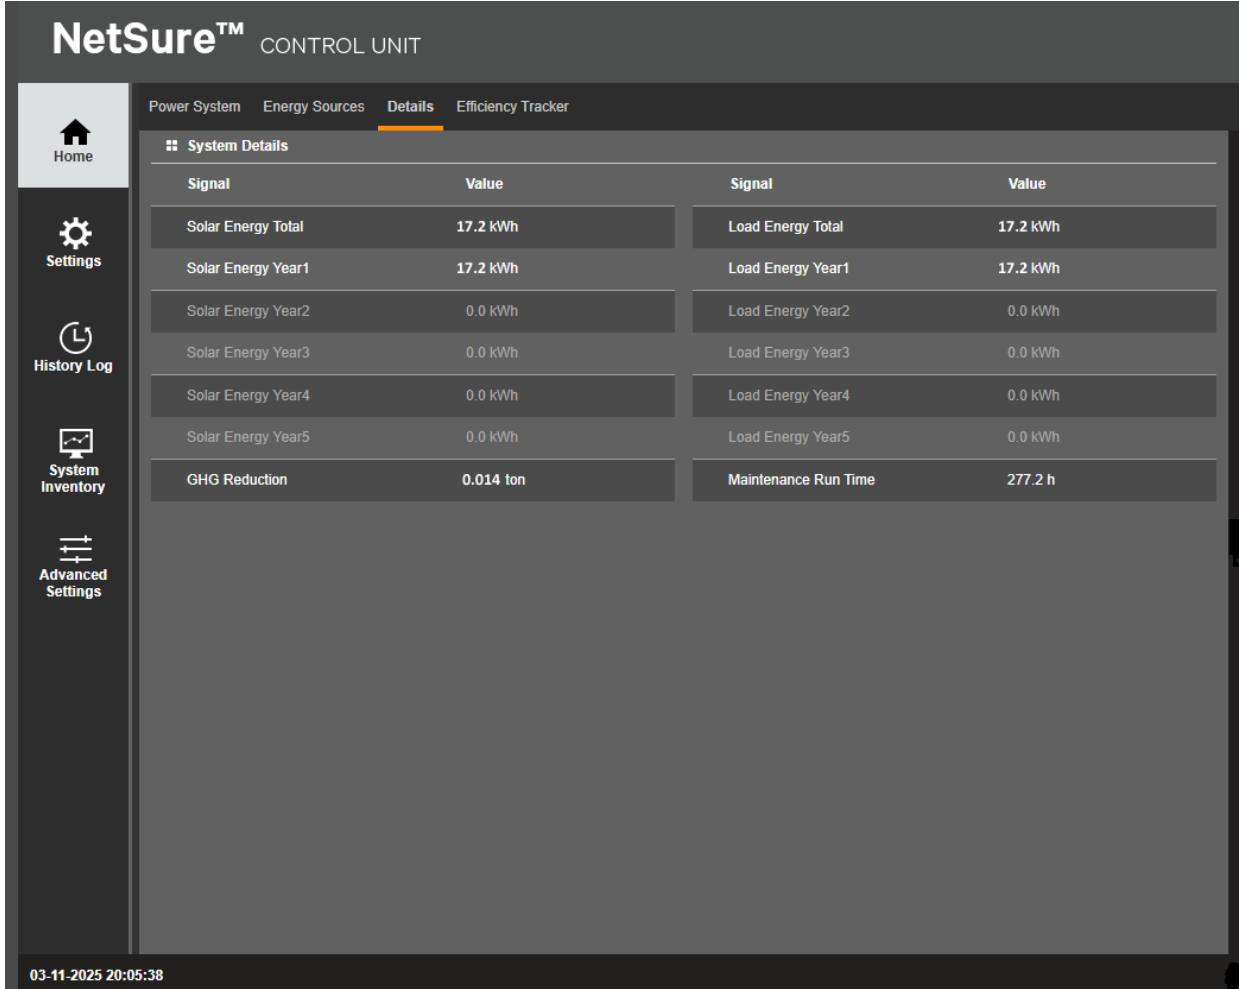 NetSure™ CONTROL UNIT
Power System Energy Sources Details Efficiency Tracker
Home
System Details
Signal Value Signal Value
Solar Energy Total 17.2 kWh Load Energy Total 17.2 kWh
Settings
Solar Energy Year1 17.2 kWh Load Energy Year1 17.2 kWh
Solar Energy Year2 0.0 kWh Load Energy Year2 0.0 kWh
History Log
Solar Energy Year3 0.0 kWh Load Energy Year3 0.0 kWh
Solar Energy Year4 0.0 kWh Load Energy Year4 0.0 kWh
Solar Energy Year5 0.0 kWh Load Energy Year5 0.0 kWh
System
Inventory
GHG Reduction 0.014 ton Maintenance Run Time 277.2 h
Advanced
Settings
03-11-2025 20:05:38